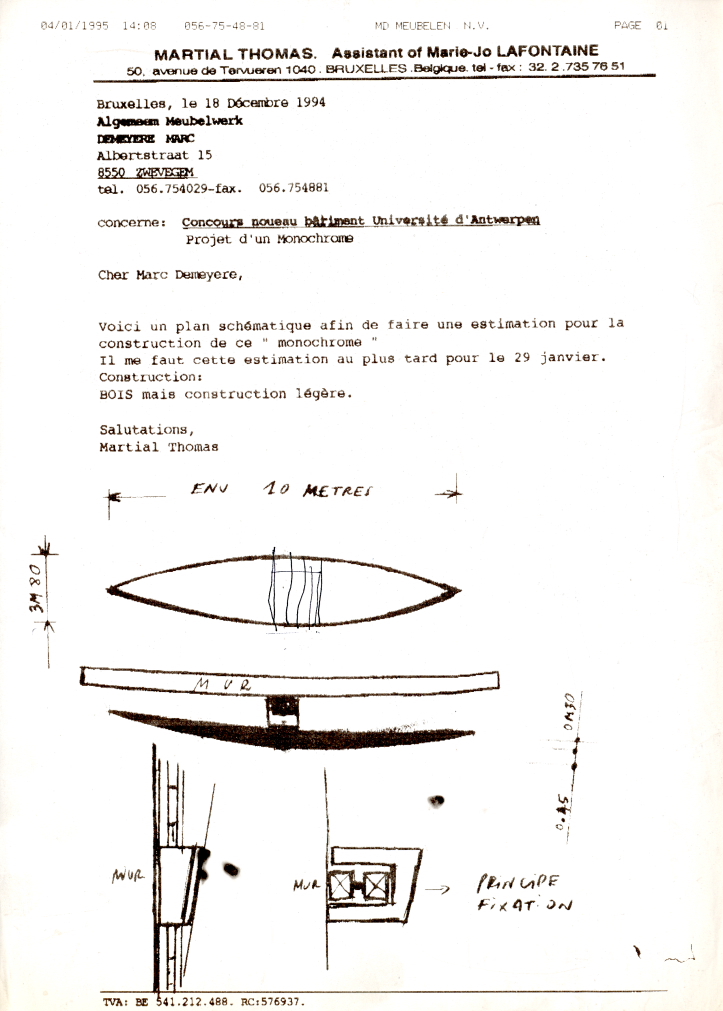 04/01/1995 14:08 056-75-48-81 MD MEUBELEN N.V. PAGE 01
MARTIAL THOMAS. Assistant of Marie-Jo LAFONTAINE
50, avenue de Tervueren 1040. BRUXELLES .Belgique. tel - fax : 32. 2 .735 76 51
Bruxelles, le 18 Décembre 1994
Algemeen Meubelwerk
DEMEYERE MARC
Albertstraat 15
8550 ZWEVEGEM
tel. 056.754029-fax. 056.754881
concerne: Concours noueau bâtiment Université d'Antwerpen
Projet d'un Monochrome
Cher Marc Demeyere,
Voici un plan schématique afin de faire une estimation pour la
construction de ce " monochrome "
Il me faut cette estimation au plus tard pour le 29 janvier.
Construction:
BOIS mais construction légère.
Salutations,
Martial Thomas
ENV 10 METRES
3M80
MUR
0M30
0.45
MUR
MUR
PRINCIPE
FIXATION
TVA: BE 541.212.488. RC:576937.